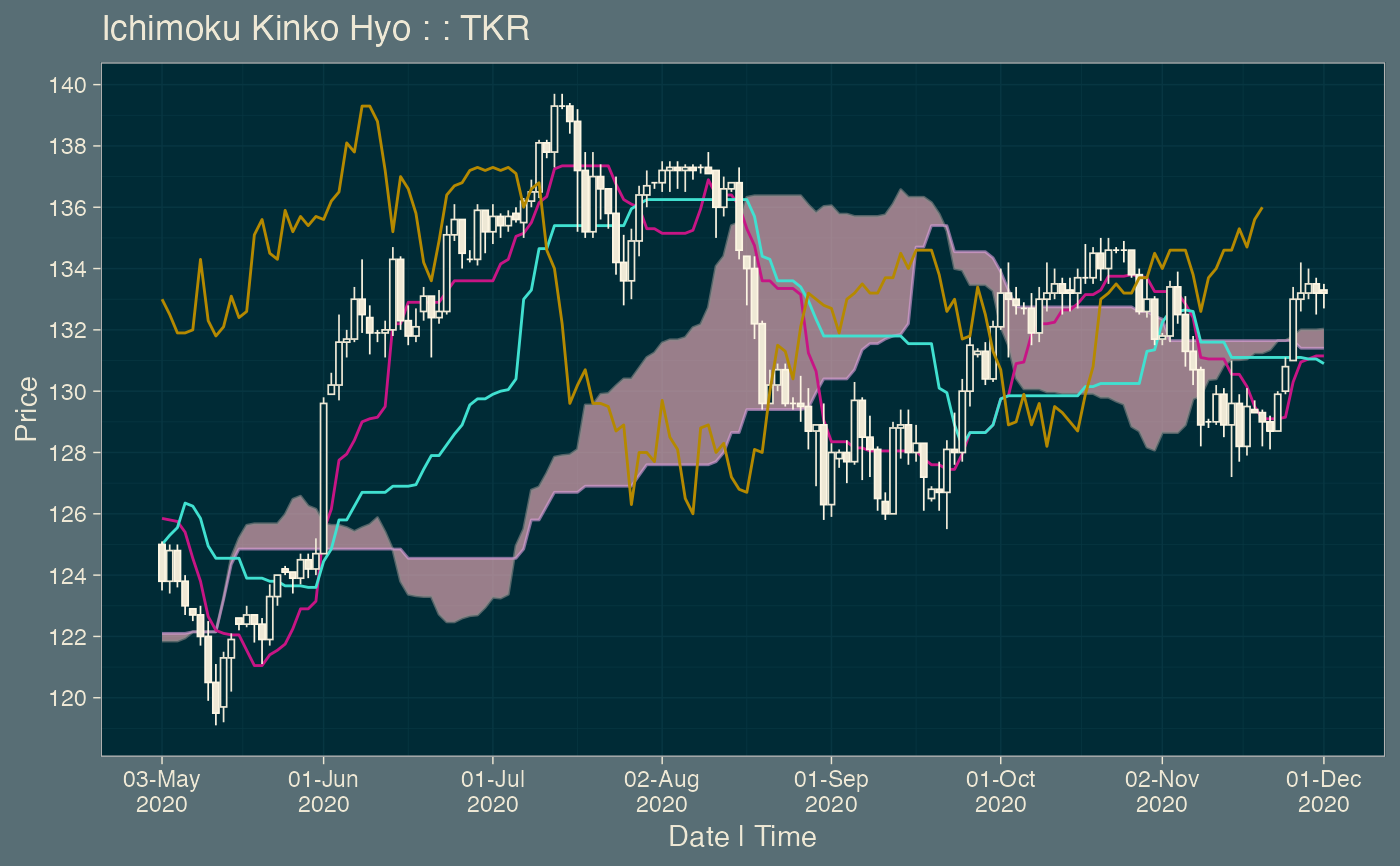 Ichimoku Kinko Hyo : : TKR
140
138
136
134
132
130
128
126
124
122
120
Price
03-May 01-Jun 01-Jul 02-Aug 01-Sep 01-Oct 02-Nov 01-Dec
2020 2020 2020 2020 2020 2020 2020 2020
Date | Time